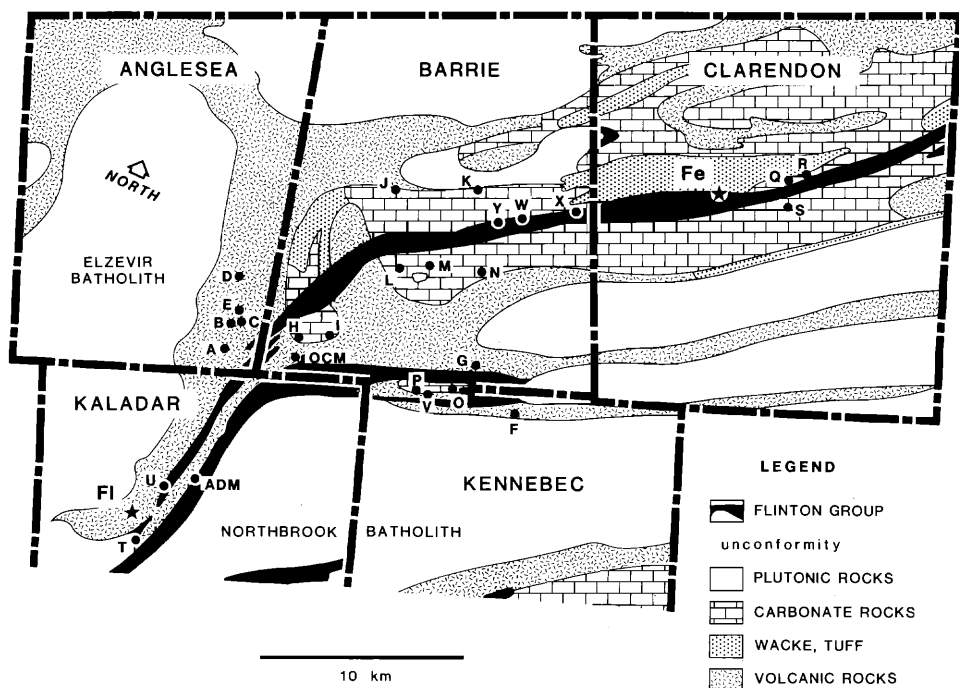 ANGLESEA
BARRIE
CLARENDON
NORTH
J
K
Fe
Q
R
X
W
Y
S
ELZEVIR
BATHOLITH
D
L
M
N
E
B
C
H
I
A
OCM
G
P
V
O
F
KALADAR
U
ADM
KENNEBEC
FI
T
NORTHBROOK
BATHOLITH
LEGEND
FLINTON GROUP
unconformity
PLUTONIC ROCKS
CARBONATE ROCKS
WACKE, TUFF
VOLCANIC ROCKS
10 km